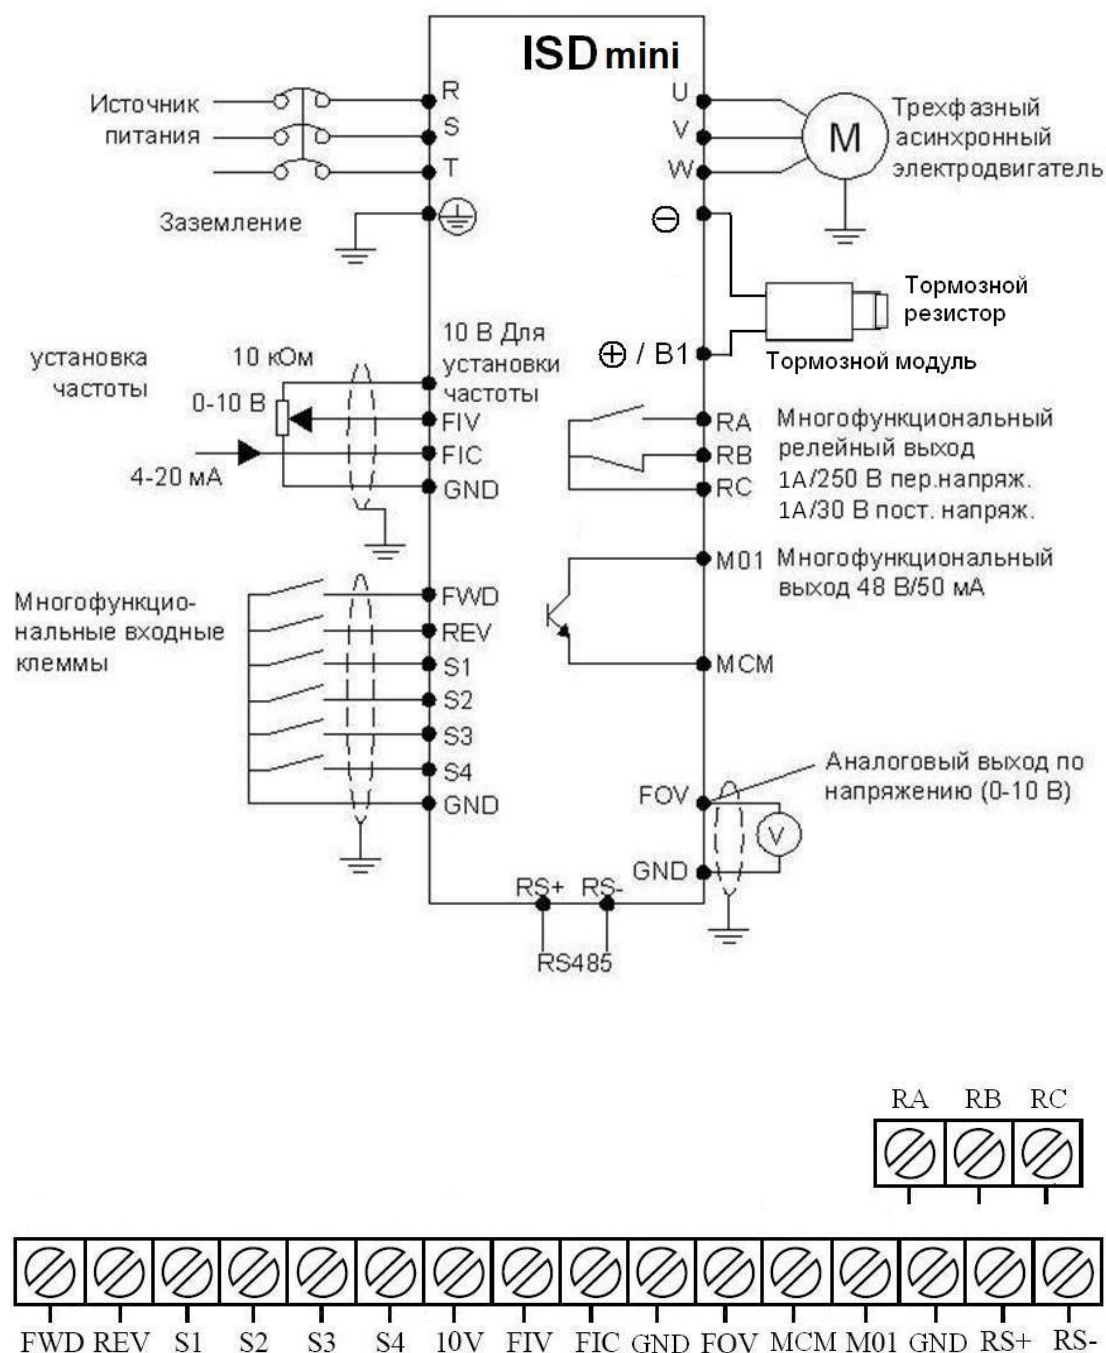 ISD mini
Источник
питания
R
S
T
Заземление
U
V
W
M
Трехфазный
асинхронный
электродвигатель
⊖
Тормозной
резистор
⊕ / B1
Тормозной модуль
установка
частоты
10 кОм
0-10 В
4-20 мА
10 В Для
установки
частоты
FIV
FIC
GND
RA
RB
RC
Многофункциональный
релейный выход
1А/250 В пер.напряж.
1А/30 В пост. напряж.
M01
Многофункциональный
выход 48 В/50 мА
MCM
Многофункцио-
нальные входные
клеммы
FWD
REV
S1
S2
S3
S4
GND
FOV
GND
V
Аналоговый выход по
напряжению (0-10 В)
RS+ RS-
RS485
RA RB RC
FWD REV S1 S2 S3 S4 10V FIV FIC GND FOV MCM M01 GND RS+ RS-